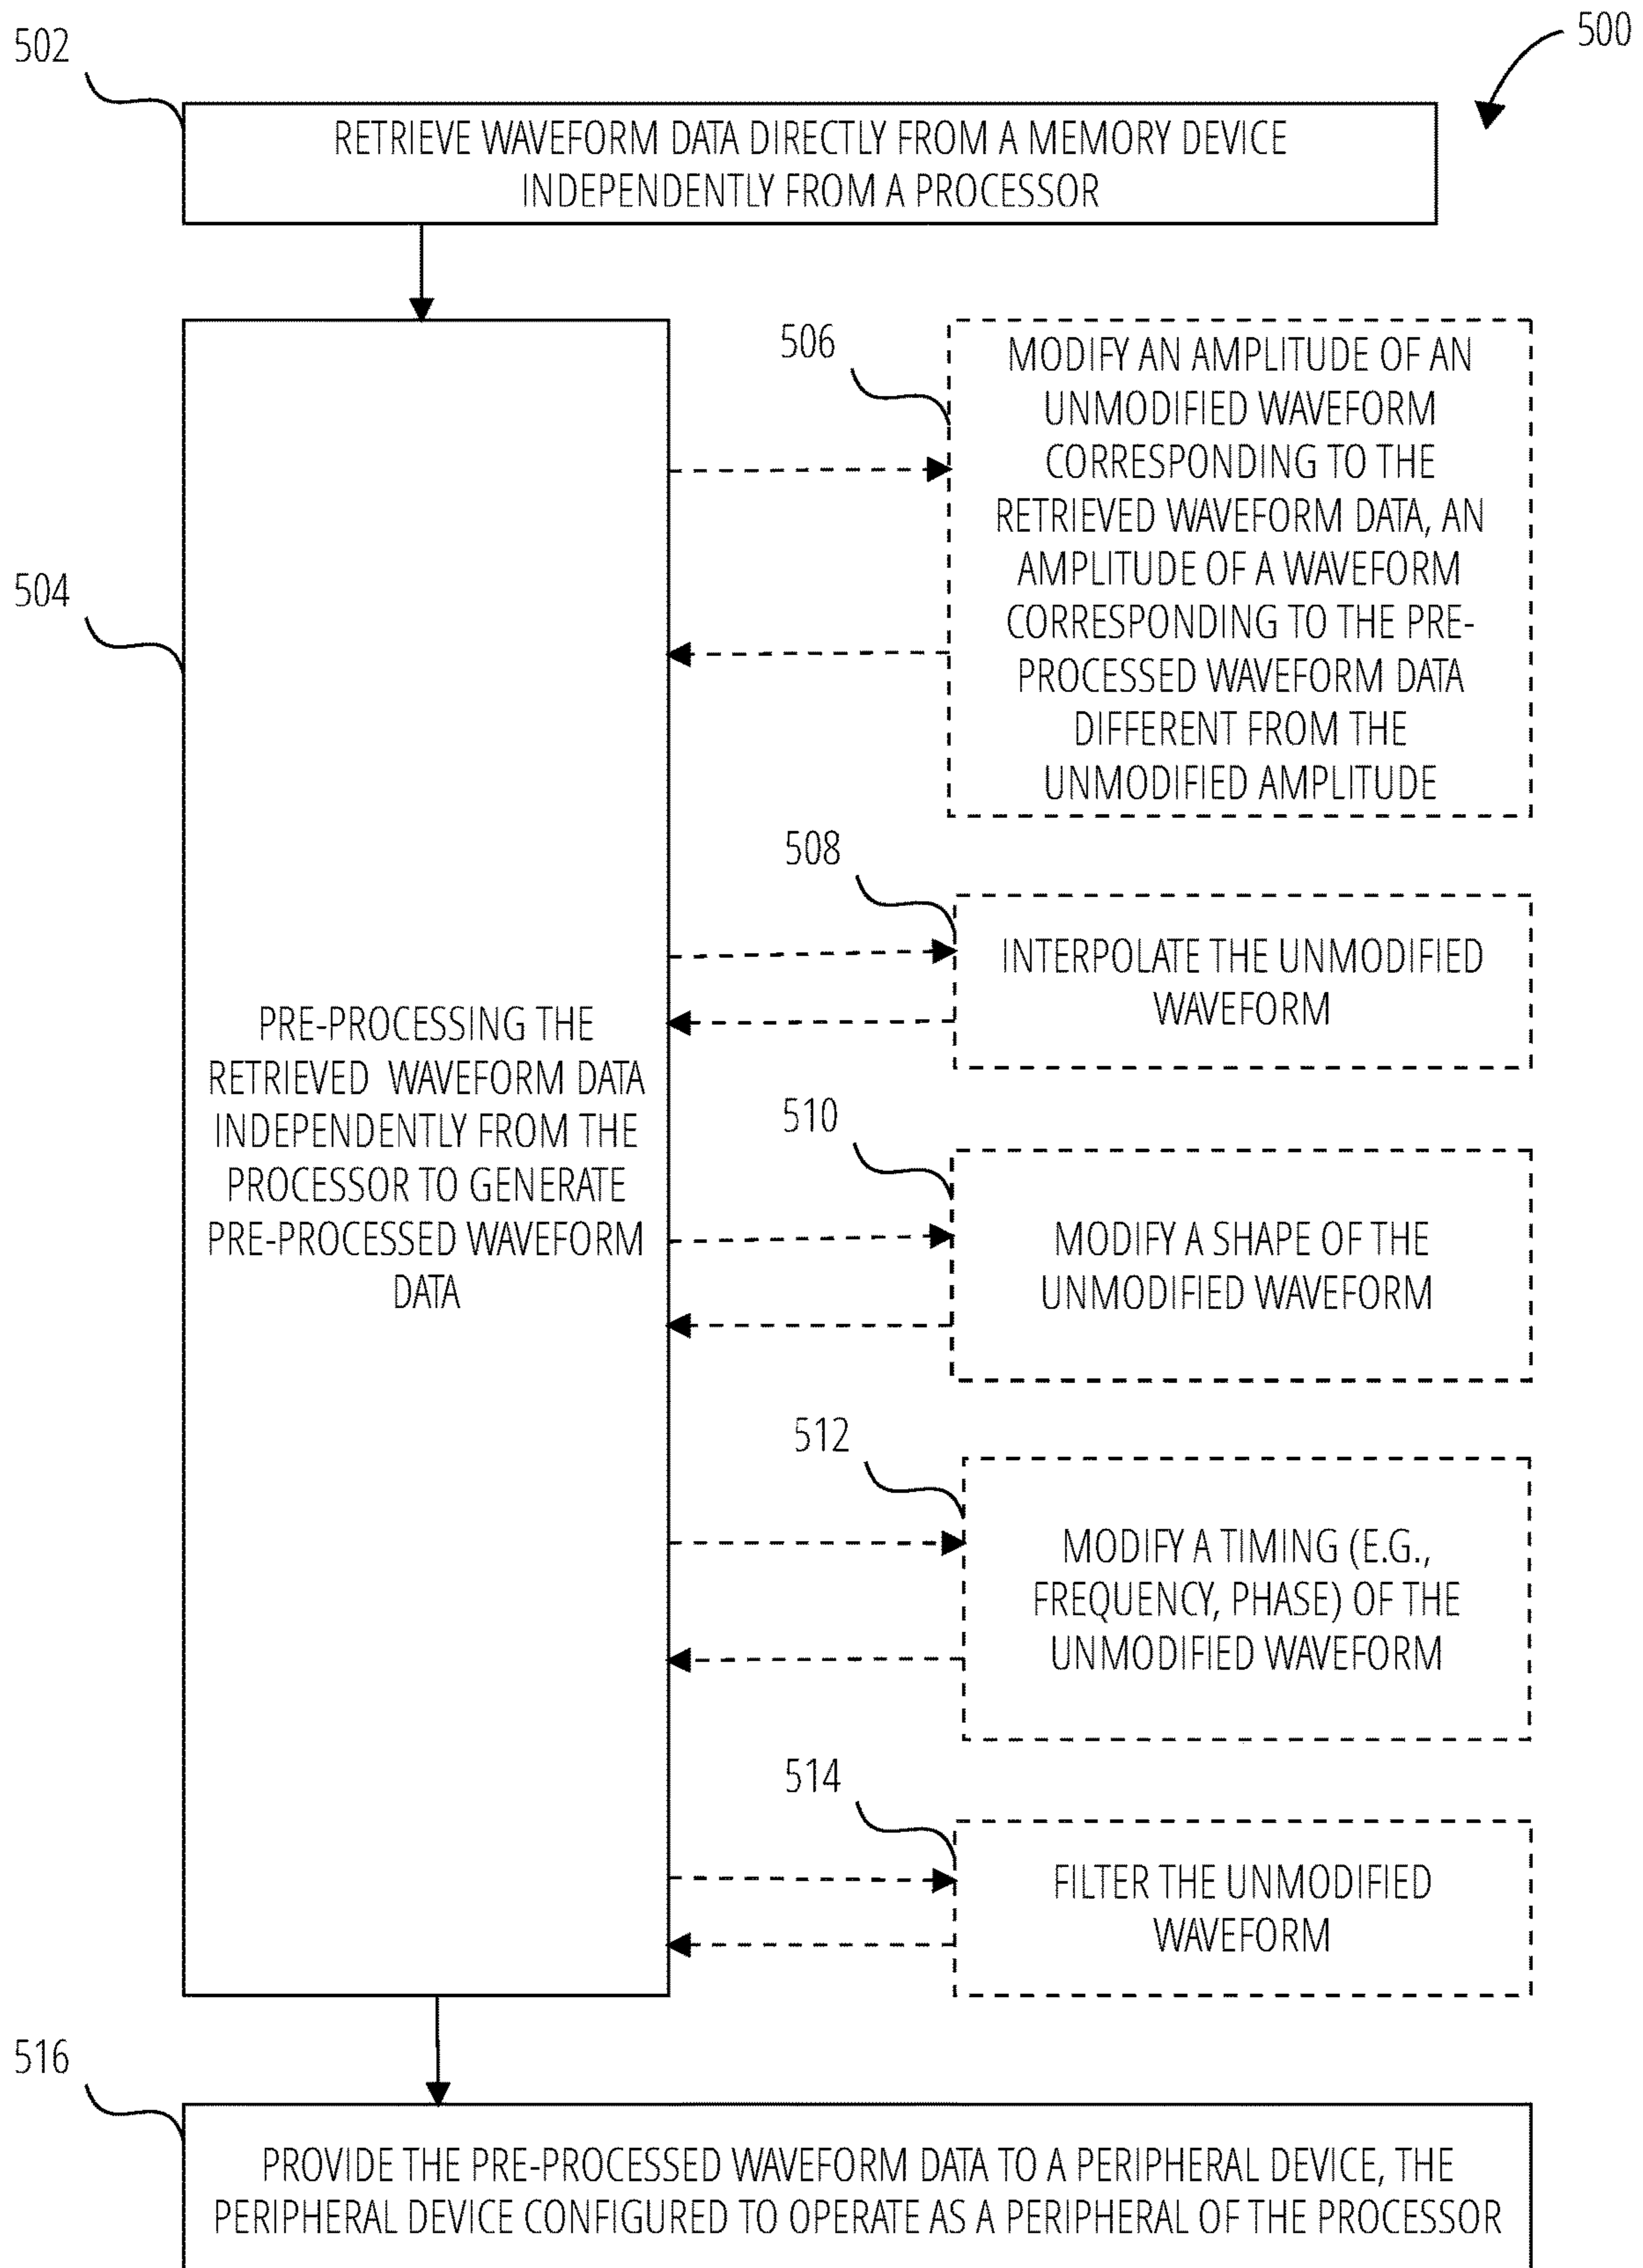 500
502
RETRIEVE WAVEFORM DATA DIRECTLY FROM A MEMORY DEVICE
INDEPENDENTLY FROM A PROCESSOR
504
PRE-PROCESSING THE
RETRIEVED WAVEFORM DATA
INDEPENDENTLY FROM THE
PROCESSOR TO GENERATE
PRE-PROCESSED WAVEFORM
DATA
506
MODIFY AN AMPLITUDE OF AN
UNMODIFIED WAVEFORM
CORRESPONDING TO THE
RETRIEVED WAVEFORM DATA, AN
AMPLITUDE OF A WAVEFORM
CORRESPONDING TO THE PRE-
PROCESSED WAVEFORM DATA
DIFFERENT FROM THE
UNMODIFIED AMPLITUDE
508
INTERPOLATE THE UNMODIFIED
WAVEFORM
510
MODIFY A SHAPE OF THE
UNMODIFIED WAVEFORM
512
MODIFY A TIMING (E.G.,
FREQUENCY, PHASE) OF THE
UNMODIFIED WAVEFORM
514
FILTER THE UNMODIFIED
WAVEFORM
516
PROVIDE THE PRE-PROCESSED WAVEFORM DATA TO A PERIPHERAL DEVICE, THE
PERIPHERAL DEVICE CONFIGURED TO OPERATE AS A PERIPHERAL OF THE PROCESSOR